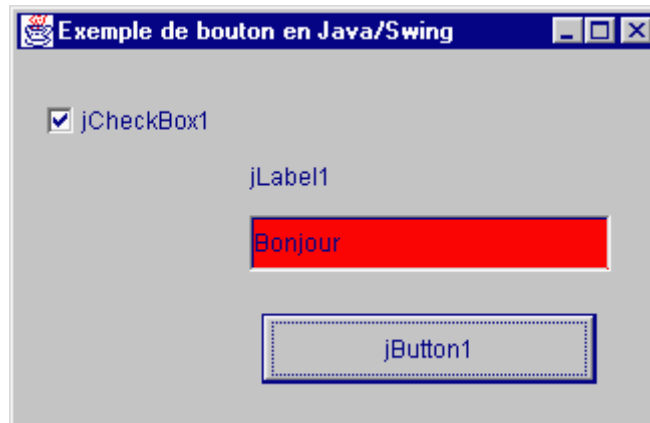 Exemple de bouton en Java/Swing
jCheckBox1
jLabel1
Bonjour
jButton1